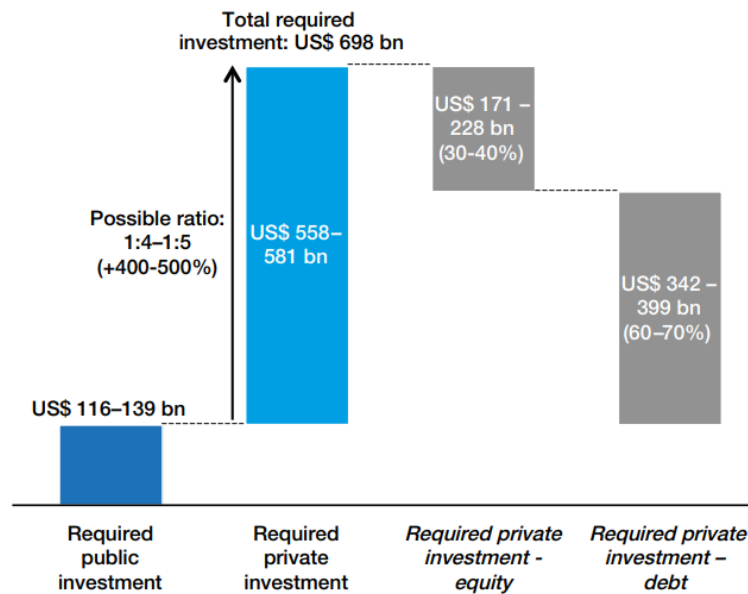 Total required
investment: US$ 698 bn
US$ 171 –
228 bn
(30-40%)
Possible ratio:
1:4–1:5
(+400-500%)
US$ 558–
581 bn
US$ 342 –
399 bn
(60–70%)
US$ 116–139 bn
Required
public
investment
Required
private
investment
Required private
investment -
equity
Required private
investment –
debt